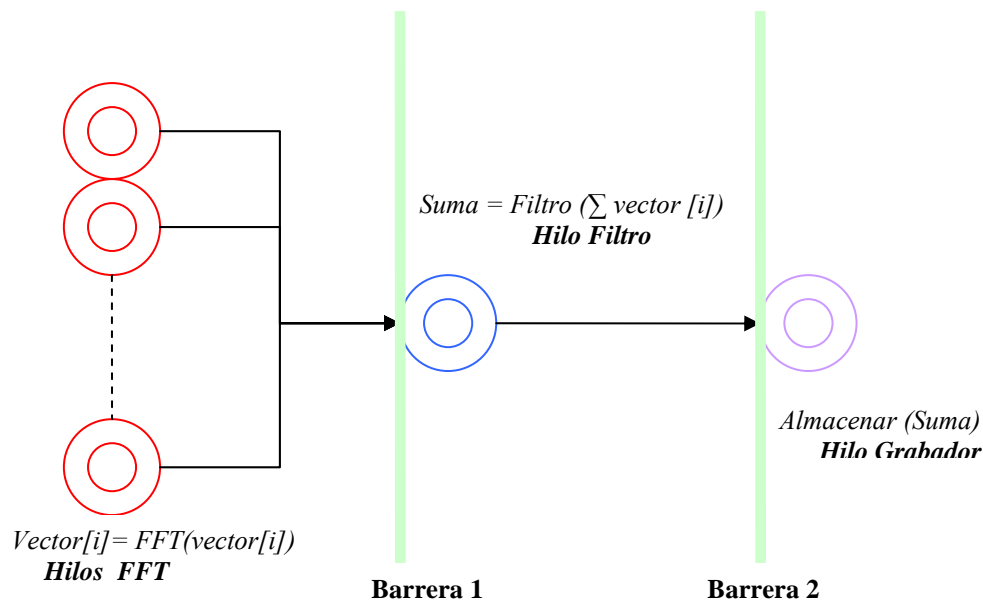 Suma = Filtro (∑ vector [i])
Hilo Filtro
Almacenar (Suma)
Hilo Grabador
Vector[i]= FFT(vector[i])
Hilos FFT
Barrera 1
Barrera 2